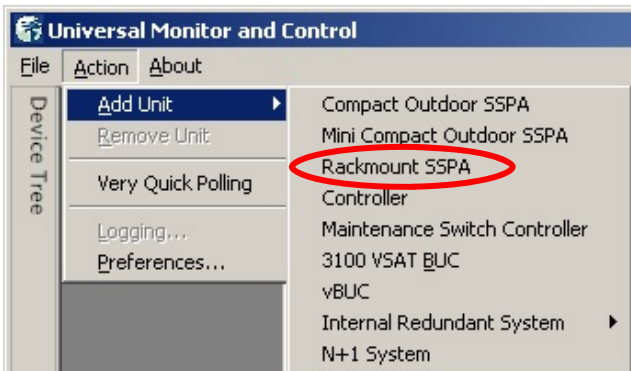 Universal Monitor and Control
File Action About
Device Tree
Add Unit
Remove Unit
Very Quick Polling
Logging...
Preferences...
Compact Outdoor SSPA
Mini Compact Outdoor SSPA
Rackmount SSPA
Controller
Maintenance Switch Controller
3100 VSAT BUC
vBUC
Internal Redundant System
N+1 System